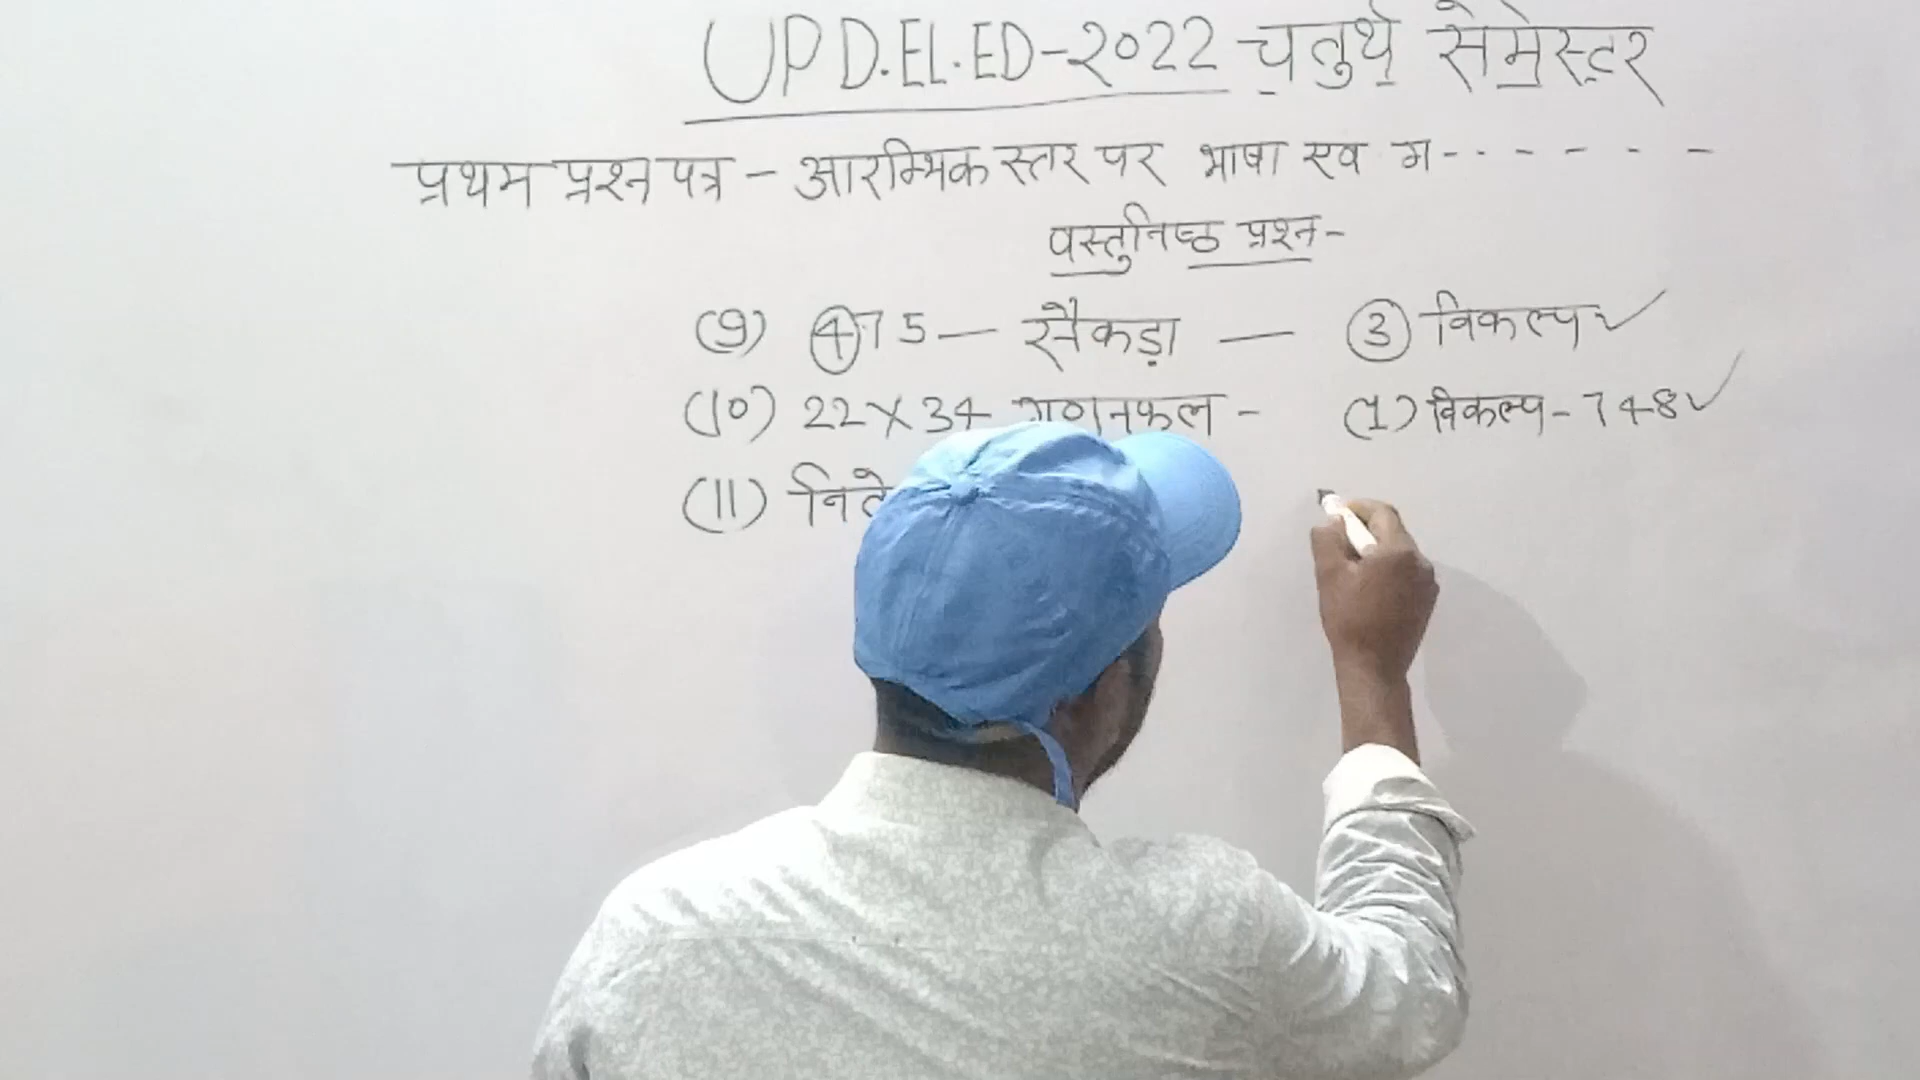 UP D.EL.ED-२०22 चतुर्थ सेमेस्टर
प्रथम प्रश्न पत्र - आरम्भिक स्तर पर भाषा एव ग- - - - - -
वस्तुनिष्ठ प्रश्न-
(9) ④75 — सैकड़ा — ③ विकल्प ✓
(10) 22×34 गुणनफल - (1) विकल्प - 748 ✓
(11)